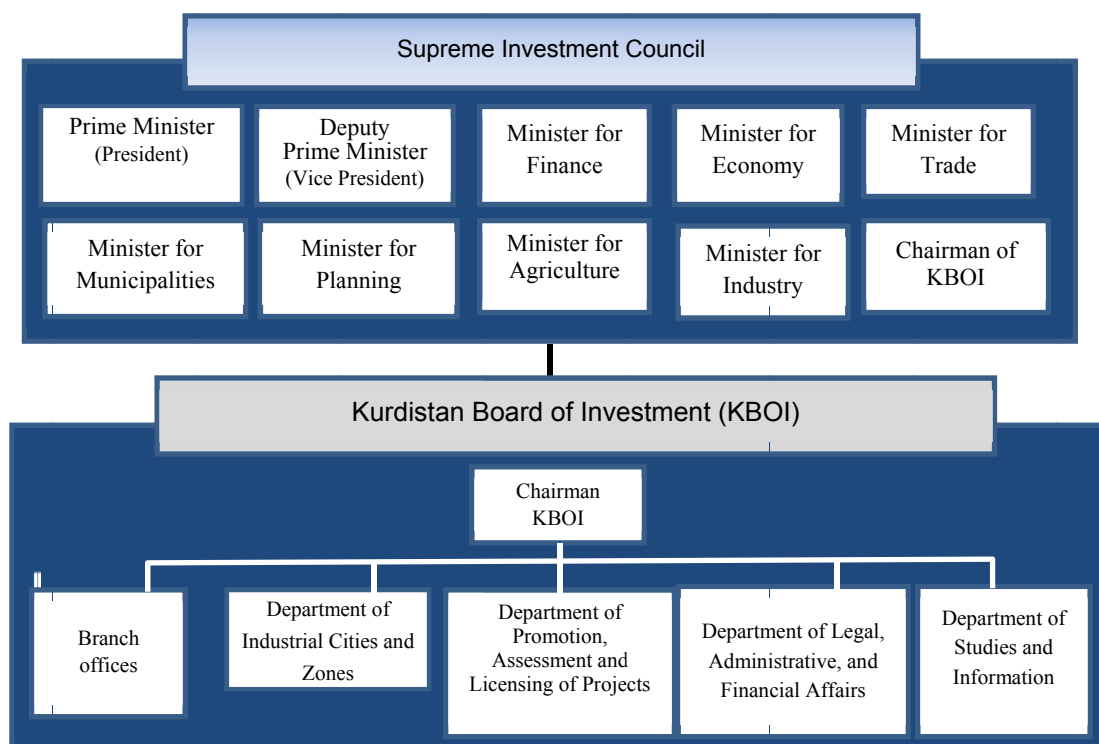 Supreme Investment Council
Prime Minister
(President)
Deputy
Prime Minister
(Vice President)
Minister for
Finance
Minister for
Economy
Minister for
Trade
Minister for
Municipalities
Minister for
Planning
Minister for
Agriculture
Minister for
Industry
Chairman of
KBOI
Kurdistan Board of Investment (KBOI)
Chairman
KBOI
Branch
offices
Department of
Industrial Cities and
Zones
Department of
Promotion,
Assessment and
Licensing of Projects
Department of Legal,
Administrative, and
Financial Affairs
Department of
Studies and
Information